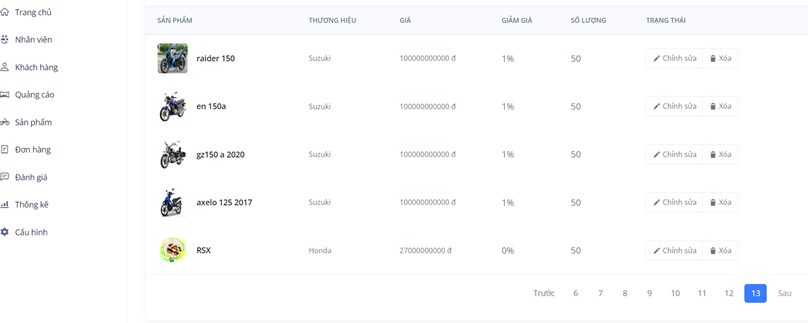 Trang chủ
Nhân viên
Khách hàng
Quảng cáo
Sản phẩm
Đơn hàng
Đánh giá
Thống kê
Cấu hình
SẢN PHẨM THƯƠNG HIỆU GIÁ GIẢM GIÁ SỐ LƯỢNG TRẠNG THÁI
raider 150 Suzuki 100000000000 đ 1% 50 Chỉnh sửa Xóa
en 150a Suzuki 100000000000 đ 1% 50 Chỉnh sửa Xóa
gz150 a 2020 Suzuki 100000000000 đ 1% 50 Chỉnh sửa Xóa
axelo 125 2017 Suzuki 100000000000 đ 1% 50 Chỉnh sửa Xóa
RSX Honda 27000000000 đ 0% 50 Chỉnh sửa Xóa
Trước 6 7 8 9 10 11 12 13 Sau